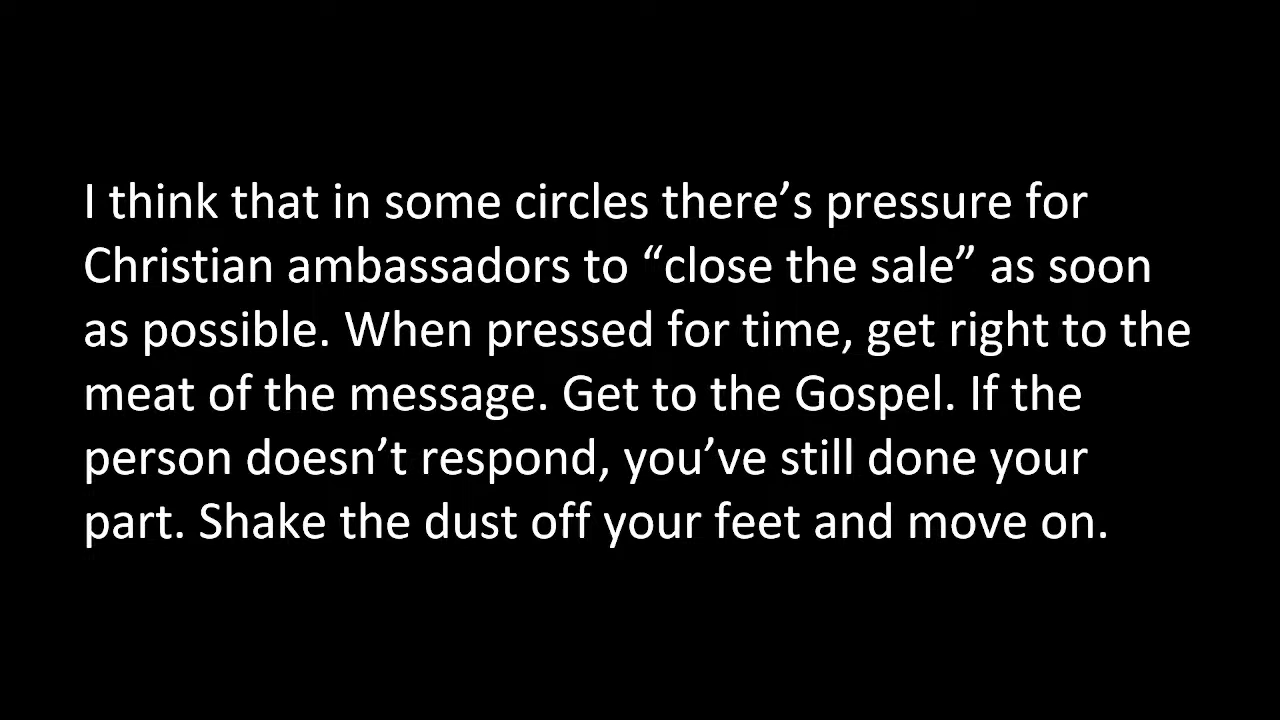 I think that in some circles there’s pressure for
Christian ambassadors to “close the sale” as soon
as possible. When pressed for time, get right to the
meat of the message. Get to the Gospel. If the
person doesn’t respond, you’ve still done your
part. Shake the dust off your feet and move on.